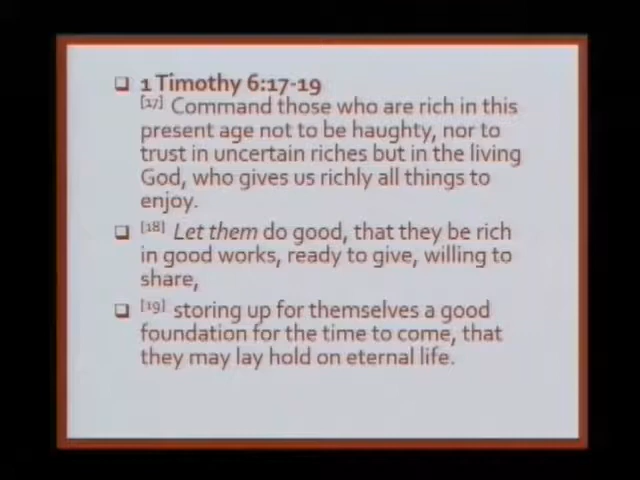 1 Timothy 6:17-19
[17] Command those who are rich in this
present age not to be haughty, nor to
trust in uncertain riches but in the living
God, who gives us richly all things to
enjoy.
[18] Let them do good, that they be rich
in good works, ready to give, willing to
share,
[19] storing up for themselves a good
foundation for the time to come, that
they may lay hold on eternal life.